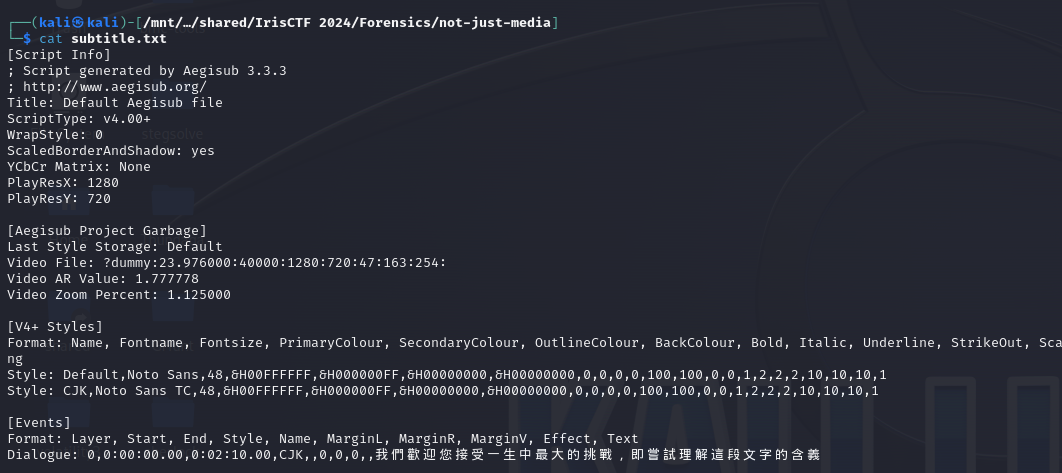 ┌──(kali㉿kali)-[/mnt/…/shared/IrisCTF 2024/Forensics/not-just-media]
└─$ cat subtitle.txt
[Script Info]
; Script generated by Aegisub 3.3.3
; http://www.aegisub.org/
Title: Default Aegisub file
ScriptType: v4.00+
WrapStyle: 0
ScaledBorderAndShadow: yes
YCbCr Matrix: None
PlayResX: 1280
PlayResY: 720

[Aegisub Project Garbage]
Last Style Storage: Default
Video File: ?dummy:23.976000:40000:1280:720:47:163:254:
Video AR Value: 1.777778
Video Zoom Percent: 1.125000

[V4+ Styles]
Format: Name, Fontname, Fontsize, PrimaryColour, SecondaryColour, OutlineColour, BackColour, Bold, Italic, Underline, StrikeOut, Sca
ng
Style: Default,Noto Sans,48,&H00FFFFFF,&H000000FF,&H00000000,&H00000000,0,0,0,0,100,100,0,0,1,2,2,2,10,10,10,1
Style: CJK,Noto Sans TC,48,&H00FFFFFF,&H000000FF,&H00000000,&H00000000,0,0,0,0,100,100,0,0,1,2,2,2,10,10,10,1

[Events]
Format: Layer, Start, End, Style, Name, MarginL, MarginR, MarginV, Effect, Text
Dialogue: 0,0:00:00.00,0:02:10.00,CJK,,0,0,0,,我們歡迎您接受一生中最大的挑戰，即嘗試理解這段文字的含義